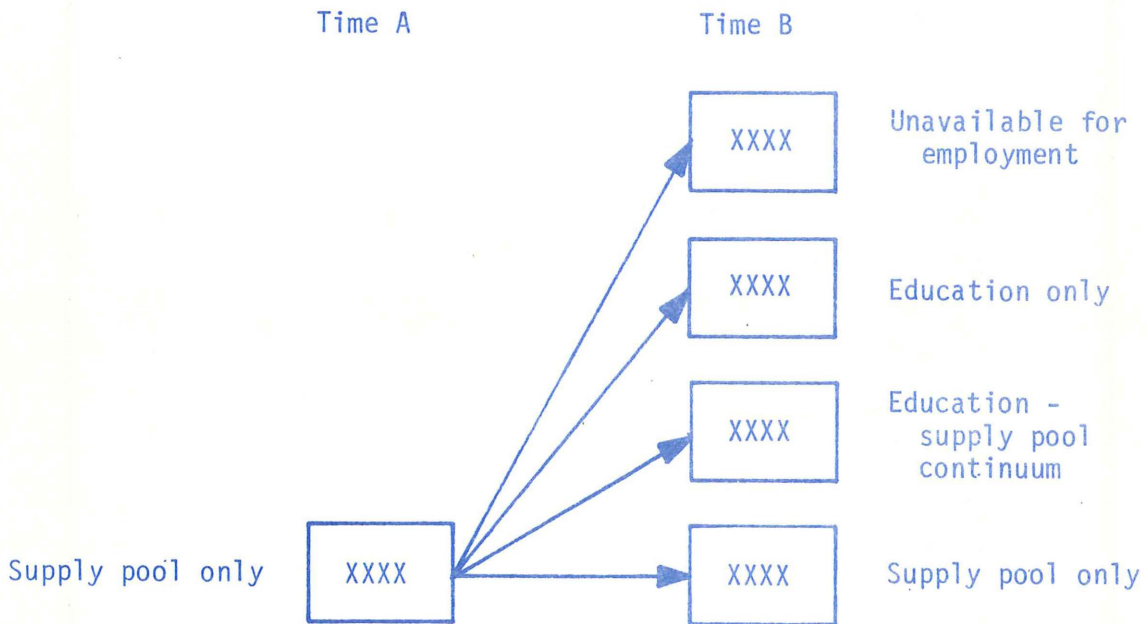 Time A
Time B
XXXX
Unavailable for
employment
XXXX
Education only
XXXX
Education -
supply pool
continuum
Supply pool only
XXXX
XXXX
Supply pool only